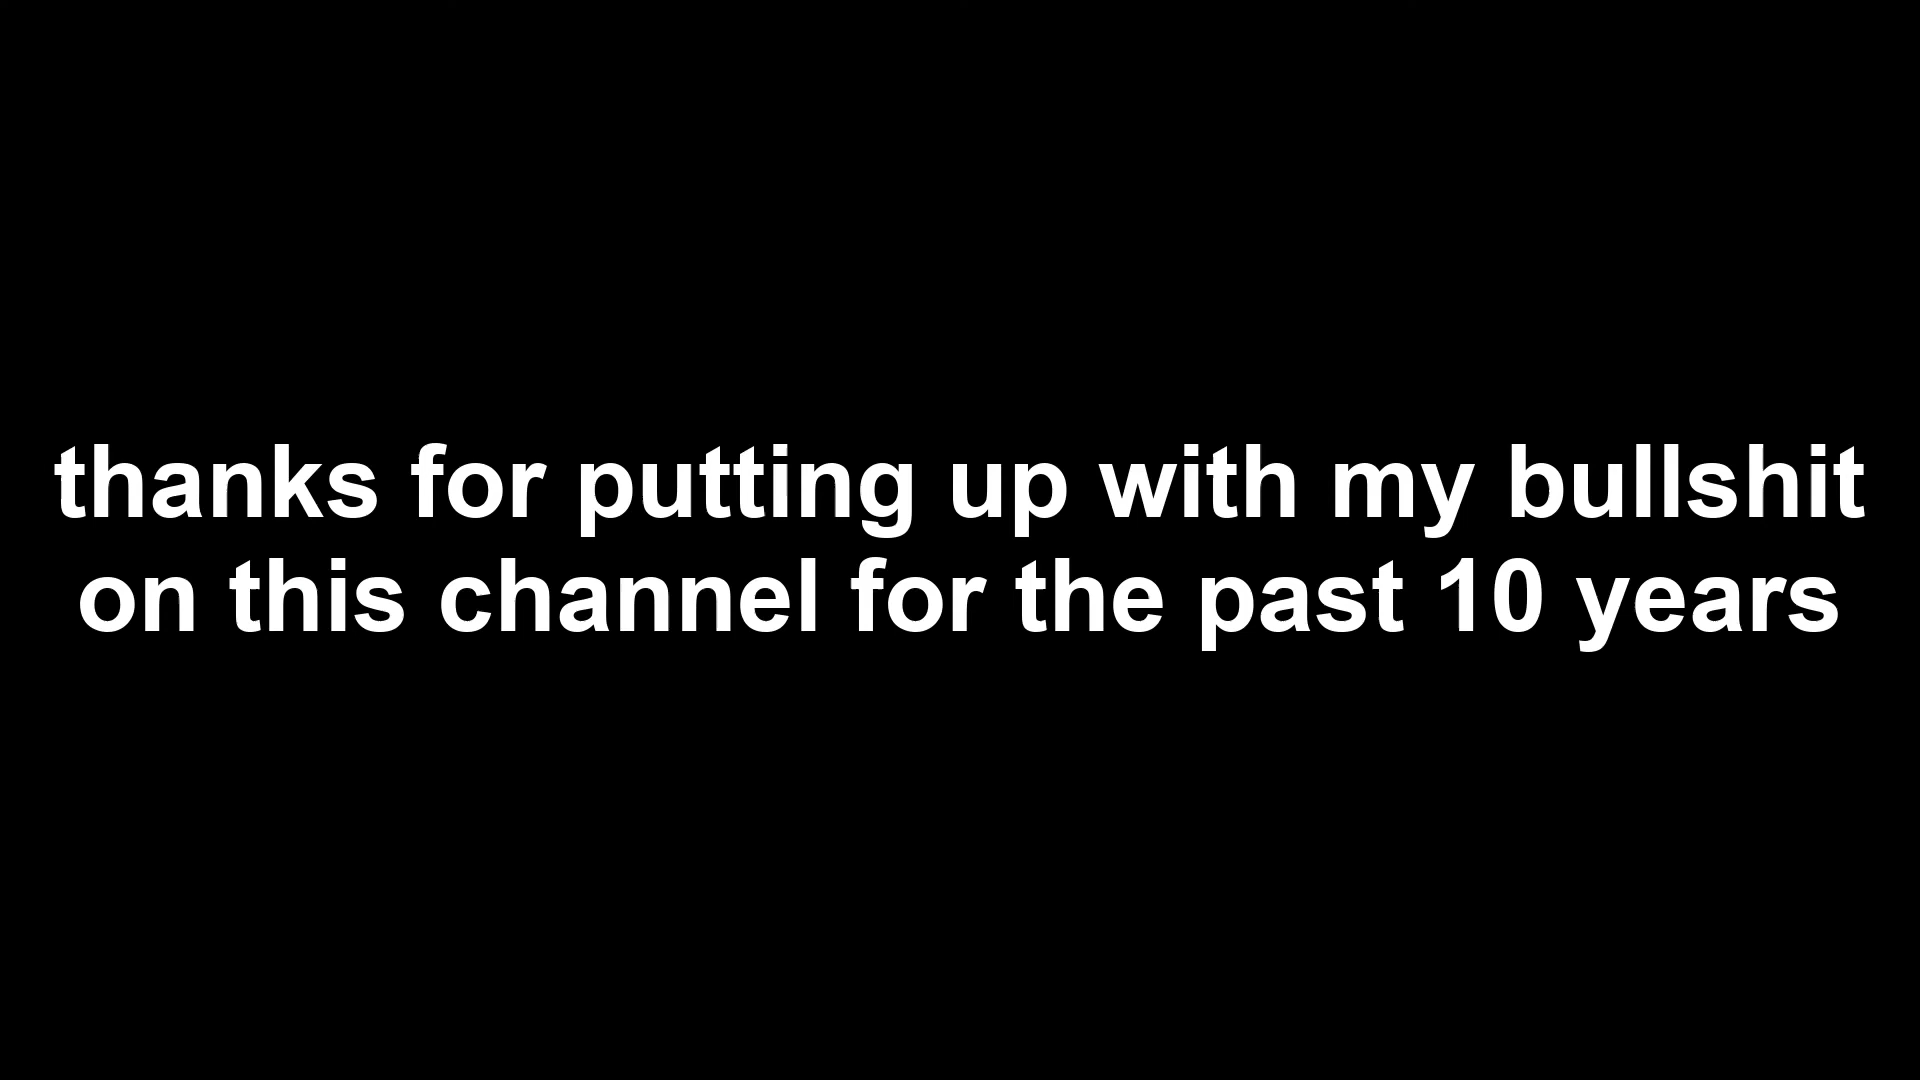 thanks for putting up with my bullshit
on this channel for the past 10 years